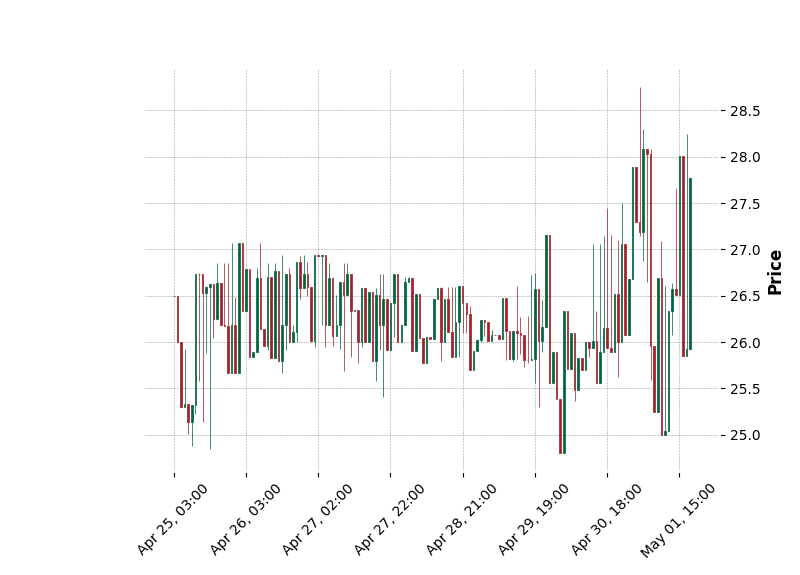 28.5
28.0
27.5
27.0
26.5
26.0
25.5
25.0
Price
Apr 25, 03:00
Apr 26, 03:00
Apr 27, 02:00
Apr 27, 22:00
Apr 28, 21:00
Apr 29, 19:00
Apr 30, 18:00
May 01, 15:00